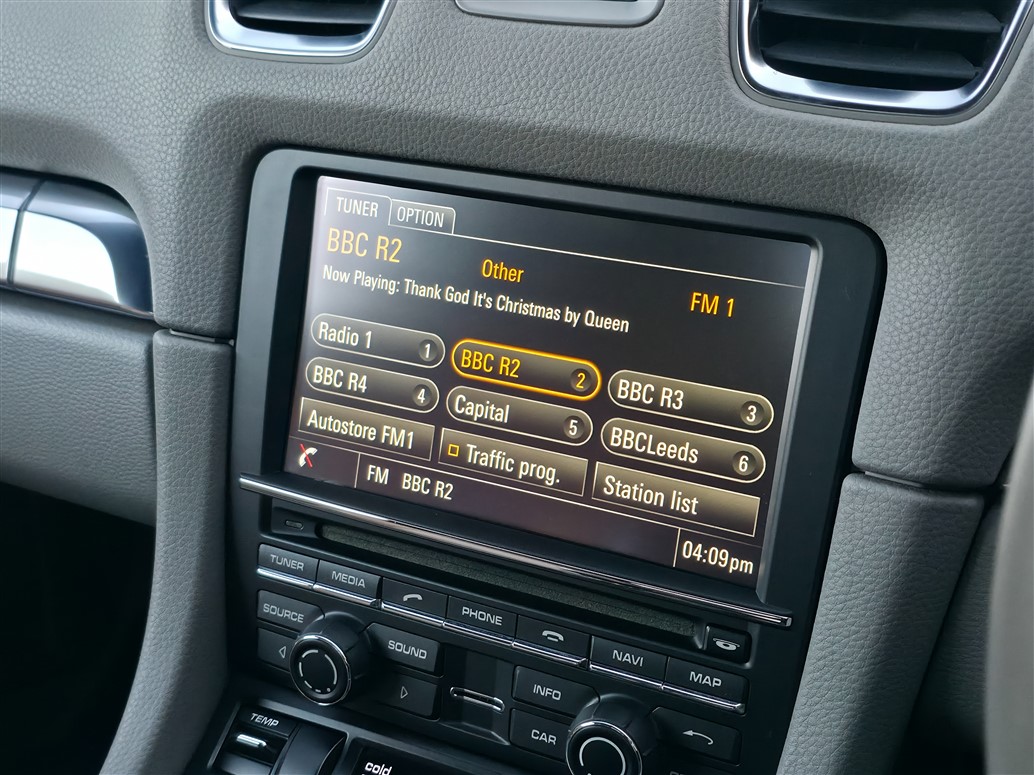 TUNER OPTION
BBC R2
Other
FM 1
Now Playing: Thank God It's Christmas by Queen
Radio 1 1
BBC R2 2
BBC R3 3
BBC R4 4
Capital 5
BBCLeeds 6
Autostore FM1
Traffic prog.
Station list
FM BBC R2
04:09pm
TUNER
MEDIA
PHONE
NAVI
MAP
SOURCE
SOUND
INFO
CAR
TEMP
cold